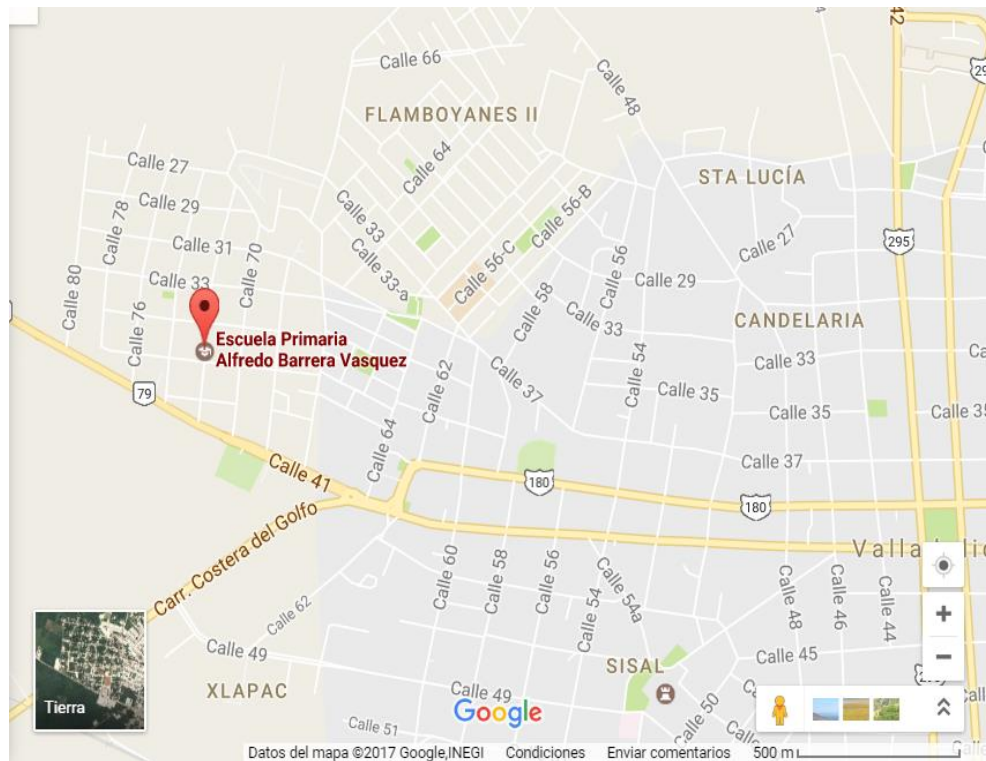 Calle 66
Calle 48
42
29
FLAMBOYANES II
Calle 64
Calle 27
STA LUCÍA
Calle 29
Calle 78
Calle 33
Calle 56-B
Calle 31
Calle 70
Calle 27
295
Calle 80
Calle 33
Calle 33-a
Calle 56-C
Calle 56
Calle 29
Calle 76
Calle 58
Calle 33
CANDELARIA
Escuela Primaria
Alfredo Barrera Vasquez
Calle 54
Calle 33
Calle 62
Calle 37
Calle 35
79
Calle 35
Calle 35
Calle 64
Calle 37
Calle 41
180
180
Carr. Costera del Golfo
Calle 60
Calle 58
Calle 56
Calle 54
Calle 54a
Calle 48
Calle 46
Calle 44
Calle 62
Calle 49
Calle 45
SISAL
XLAPAC
Calle 49
Calle 50
Calle 51
Tierra
Google
Datos del mapa ©2017 Google,INEGI Condiciones Enviar comentarios 500 m